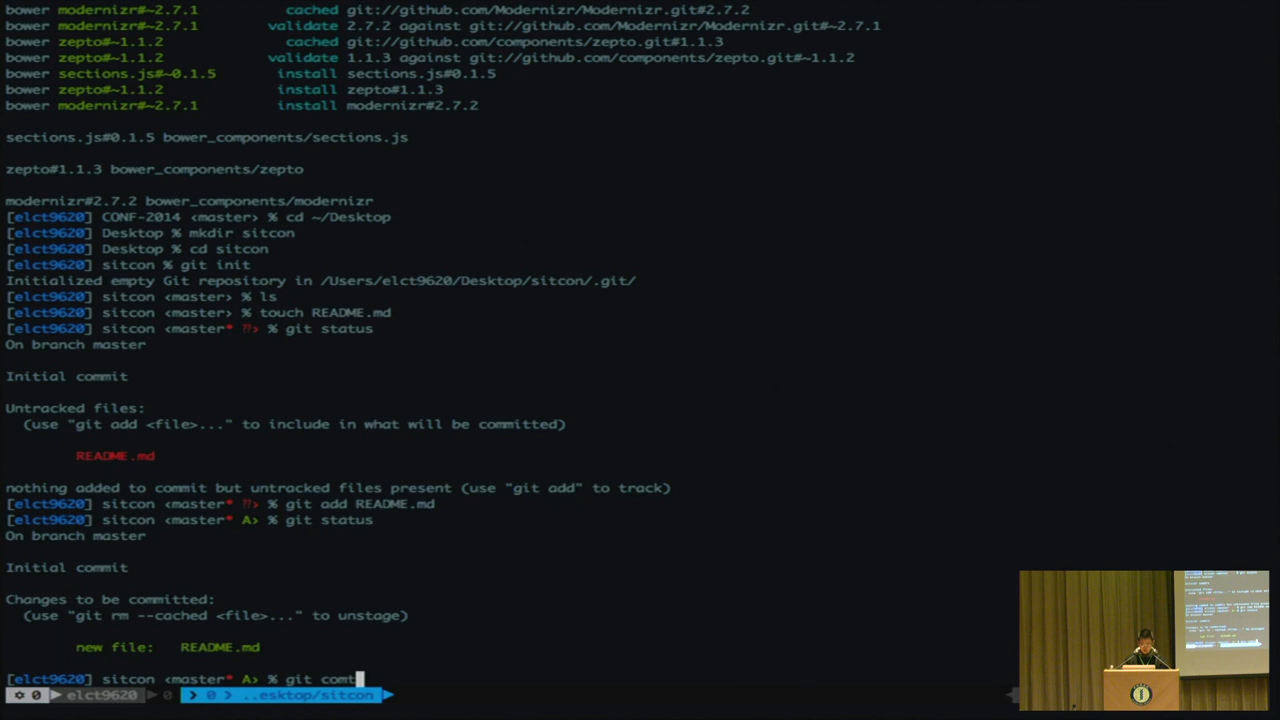 bower modernizr#~2.7.1 cached git://github.com/Modernizr/Modernizr.git#2.7.2
bower modernizr#~2.7.1 validate 2.7.2 against git://github.com/Modernizr/Modernizr.git#~2.7.1
bower zepto#~1.1.2 cached git://github.com/components/zepto.git#1.1.3
bower zepto#~1.1.2 validate 1.1.3 against git://github.com/components/zepto.git#~1.1.2
bower sections.js#~0.1.5 install sections.js#0.1.5
bower zepto#~1.1.2 install zepto#1.1.3
bower modernizr#~2.7.1 install modernizr#2.7.2
sections.js#0.1.5 bower_components/sections.js
zepto#1.1.3 bower_components/zepto
modernizr#2.7.2 bower_components/modernizr
[elct9620] CONF-2014 <master> % cd ~/Desktop
[elct9620] Desktop % mkdir sitcon
[elct9620] Desktop % cd sitcon
[elct9620] sitcon % git init
Initialized empty Git repository in /Users/elct9620/Desktop/sitcon/.git/
[elct9620] sitcon <master> % ls
[elct9620] sitcon <master> % touch README.md
[elct9620] sitcon <master* ⁇> % git status
On branch master
Initial commit
Untracked files:
(use "git add <file>..." to include in what will be committed)
README.md
nothing added to commit but untracked files present (use "git add" to track)
[elct9620] sitcon <master* ⁇> % git add README.md
[elct9620] sitcon <master* A> % git status
On branch master
Initial commit
Changes to be committed:
(use "git rm --cached <file>..." to unstage)
new file: README.md
[elct9620] sitcon <master* A> % git comt
0 elct9620 0 0 ..esktop/sitcon